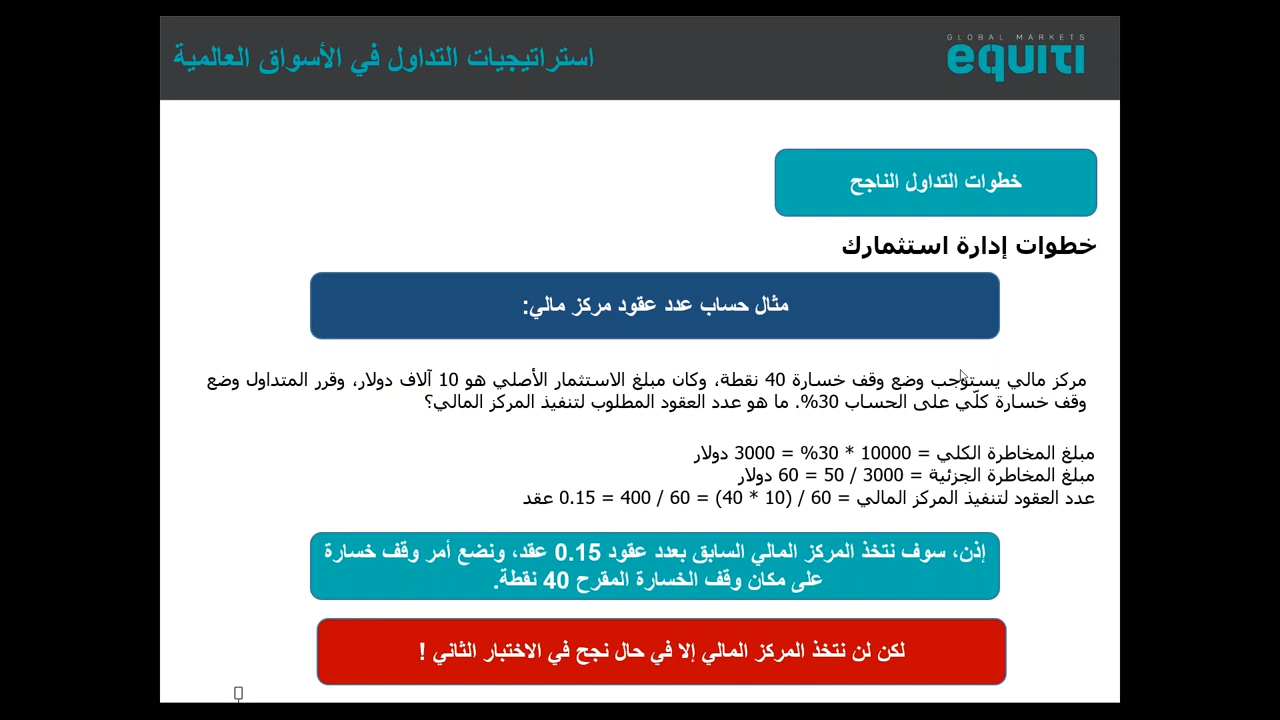 استراتيجيات التداول في الأسواق العالمية
GLOBAL MARKETS
equiti
خطوات التداول الناجح
خطوات إدارة استثمارك
مثال حساب عدد عقود مركز مالي:
مركز مالي يستوجب وضع وقف خسارة 40 نقطة، وكان مبلغ الاستثمار الأصلي هو 10 آلاف دولار، وقرر المتداول وضع
وقف خسارة كلّي على الحساب 30%. ما هو عدد العقود المطلوب لتنفيذ المركز المالي؟
مبلغ المخاطرة الكلي = 10000 * 30% = 3000 دولار
مبلغ المخاطرة الجزئية = 3000 / 50 = 60 دولار
عدد العقود لتنفيذ المركز المالي = 60 / (10 * 40) = 60 / 400 = 0.15 عقد
إذن، سوف نتخذ المركز المالي السابق بعدد عقود 0.15 عقد، ونضع أمر وقف خسارة
على مكان وقف الخسارة المقرح 40 نقطة.
لكن لن نتخذ المركز المالي إلا في حال نجح في الاختبار الثاني !